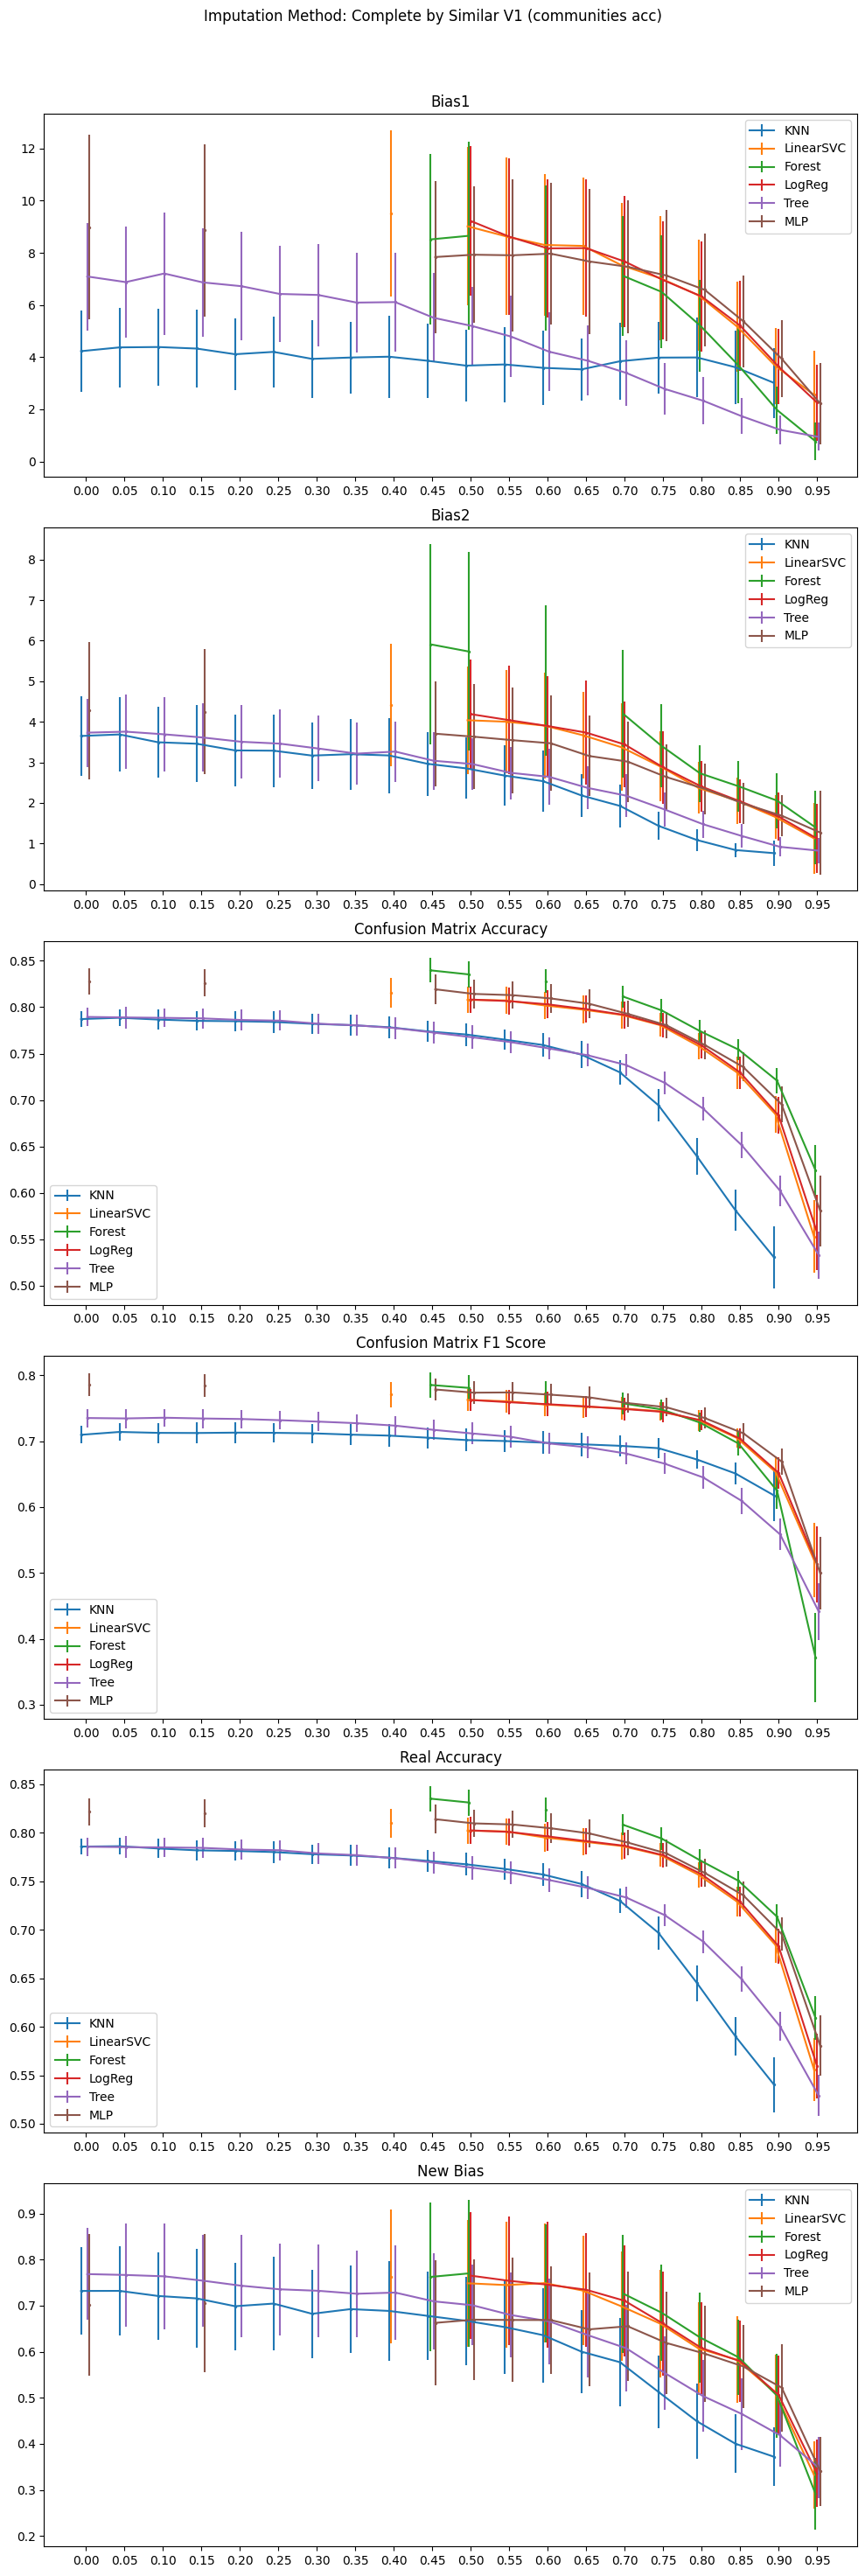 Imputation Method: Complete by Similar V1 (communities acc)
Bias1
12
10
8
6
4
2
0
KNN
LinearSVC
Forest
LogReg
Tree
MLP
0.00 0.05 0.10 0.15 0.20 0.25 0.30 0.35 0.40 0.45 0.50 0.55 0.60 0.65 0.70 0.75 0.80 0.85 0.90 0.95
Bias2
8
7
6
5
4
3
2
1
0
KNN
LinearSVC
Forest
LogReg
Tree
MLP
0.00 0.05 0.10 0.15 0.20 0.25 0.30 0.35 0.40 0.45 0.50 0.55 0.60 0.65 0.70 0.75 0.80 0.85 0.90 0.95
Confusion Matrix Accuracy
0.85
0.80
0.75
0.70
0.65
0.60
0.55
0.50
KNN
LinearSVC
Forest
LogReg
Tree
MLP
0.00 0.05 0.10 0.15 0.20 0.25 0.30 0.35 0.40 0.45 0.50 0.55 0.60 0.65 0.70 0.75 0.80 0.85 0.90 0.95
Confusion Matrix F1 Score
0.8
0.7
0.6
0.5
0.4
0.3
KNN
LinearSVC
Forest
LogReg
Tree
MLP
0.00 0.05 0.10 0.15 0.20 0.25 0.30 0.35 0.40 0.45 0.50 0.55 0.60 0.65 0.70 0.75 0.80 0.85 0.90 0.95
Real Accuracy
0.85
0.80
0.75
0.70
0.65
0.60
0.55
0.50
KNN
LinearSVC
Forest
LogReg
Tree
MLP
0.00 0.05 0.10 0.15 0.20 0.25 0.30 0.35 0.40 0.45 0.50 0.55 0.60 0.65 0.70 0.75 0.80 0.85 0.90 0.95
New Bias
0.9
0.8
0.7
0.6
0.5
0.4
0.3
0.2
KNN
LinearSVC
Forest
LogReg
Tree
MLP
0.00 0.05 0.10 0.15 0.20 0.25 0.30 0.35 0.40 0.45 0.50 0.55 0.60 0.65 0.70 0.75 0.80 0.85 0.90 0.95